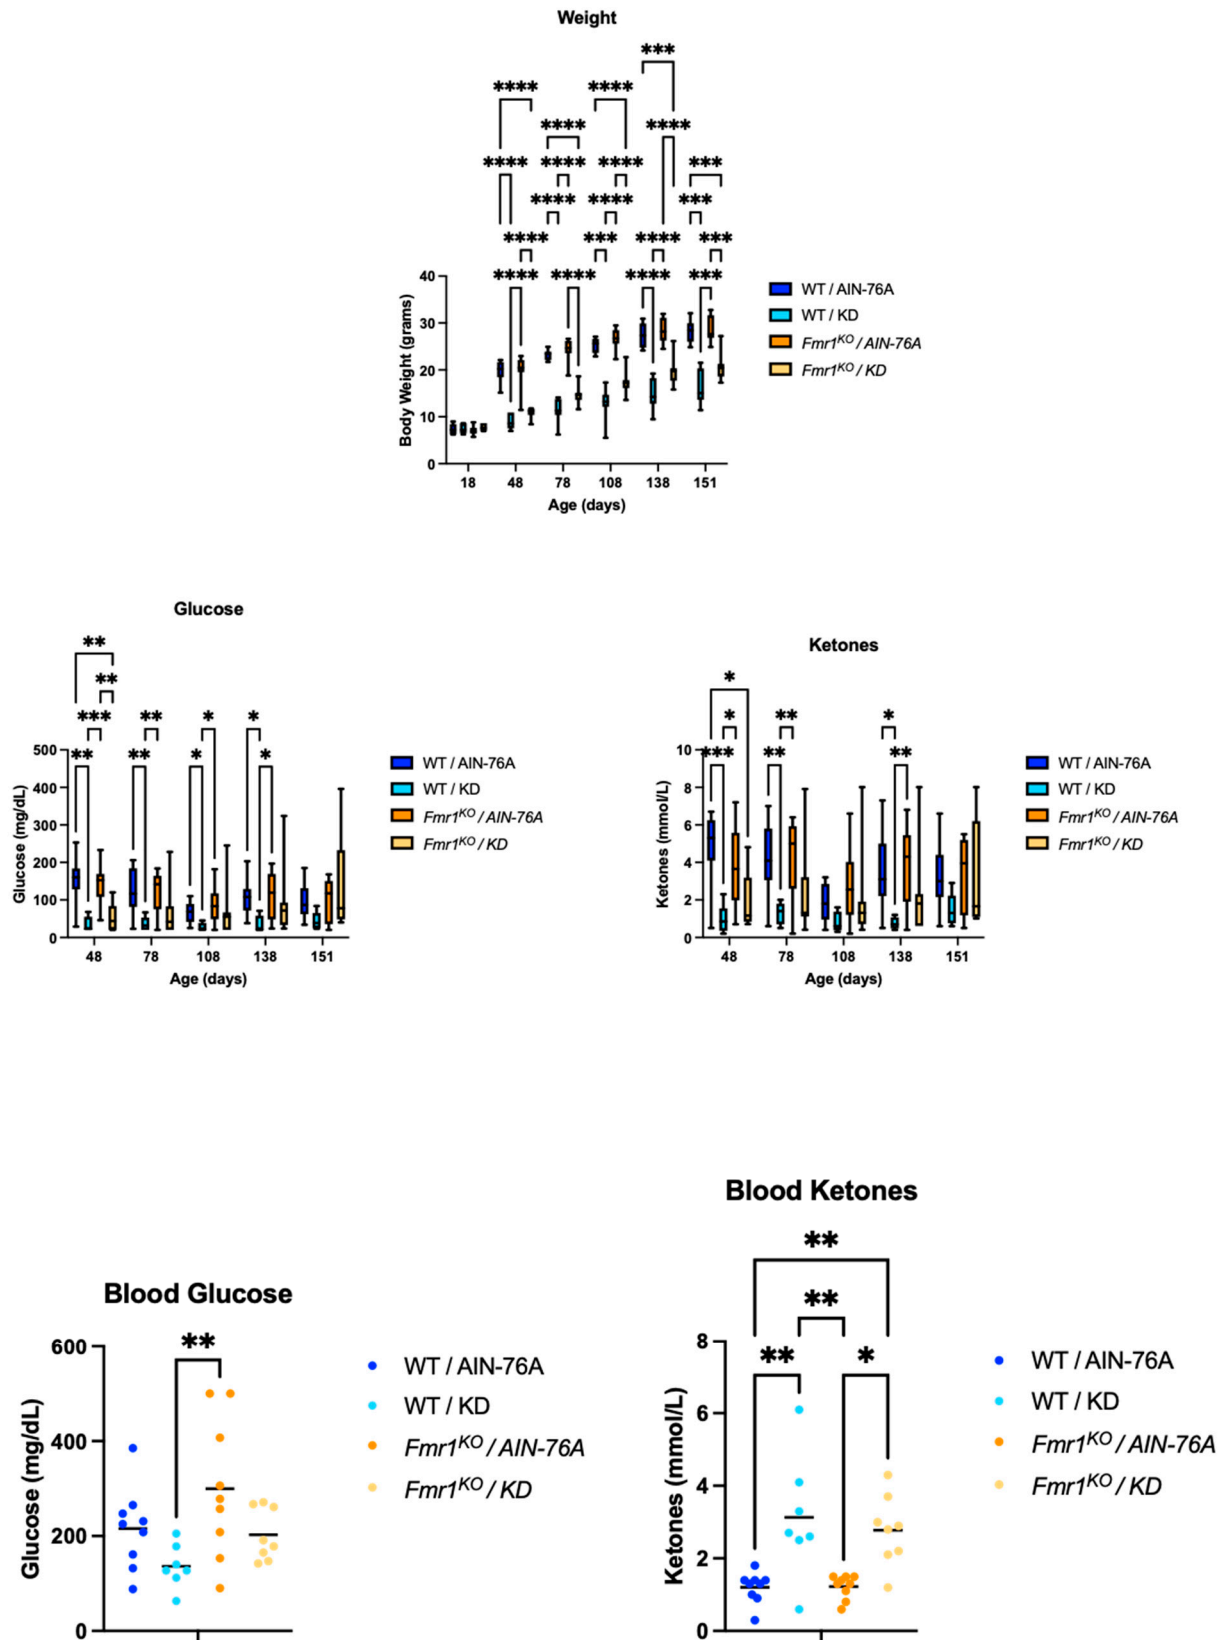 Weight
***
**** ****
**** ****
**** **** **** ***
**** **** ***
**** *** **** ***
**** **** **** ***
40
30
20
10
0
Body Weight (grams)
18 48 78 108 138 151
Age (days)
WT / AIN-76A
WT / KD
Fmr1KO / AIN-76A
Fmr1KO / KD
Glucose
**
**
*** ** * *
** ** * *
500
400
300
200
100
0
Glucose (mg/dL)
48 78 108 138 151
Age (days)
WT / AIN-76A
WT / KD
Fmr1KO / AIN-76A
Fmr1KO / KD
Ketones
*
* ** *
*** ** **
10
8
6
4
2
0
Ketones (mmol/L)
48 78 108 138 151
Age (days)
WT / AIN-76A
WT / KD
Fmr1KO / AIN-76A
Fmr1KO / KD
Blood Glucose
**
600
400
200
0
Glucose (mg/dL)
WT / AIN-76A
WT / KD
Fmr1KO / AIN-76A
Fmr1KO / KD
Blood Ketones
**
**
** *
8
6
4
2
0
Ketones (mmol/L)
WT / AIN-76A
WT / KD
Fmr1KO / AIN-76A
Fmr1KO / KD